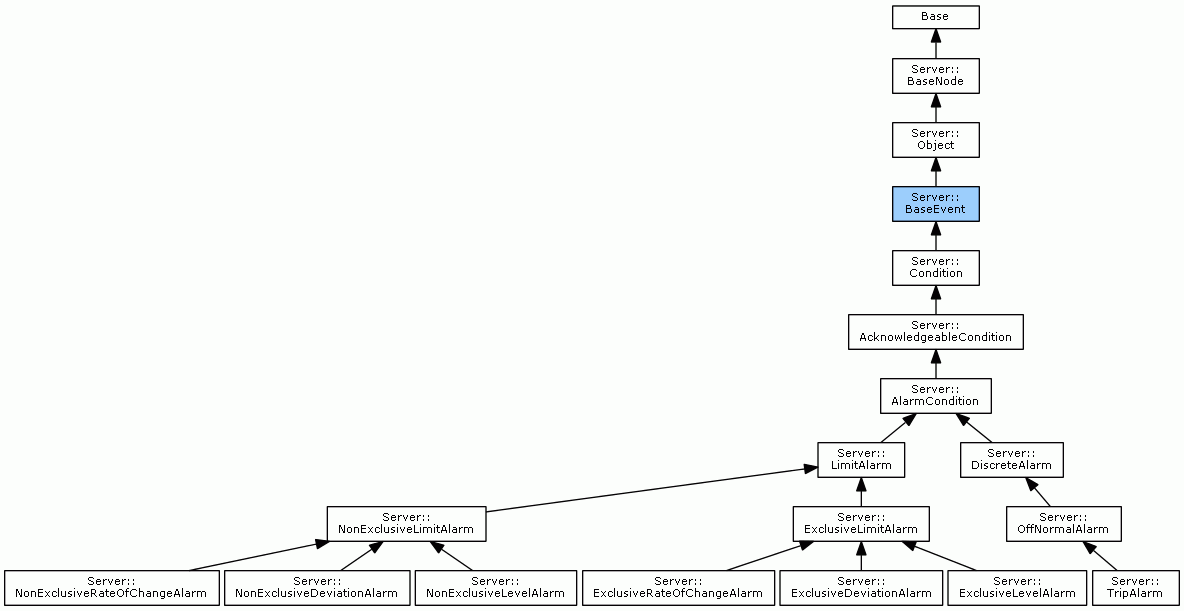 Base
Server::
BaseNode
Server::
Object
Server::
BaseEvent
Server::
Condition
Server::
AcknowledgeableCondition
Server::
AlarmCondition
Server::
LimitAlarm
Server::
DiscreteAlarm
Server::
NonExclusiveLimitAlarm
Server::
ExclusiveLimitAlarm
Server::
OffNormalAlarm
Server::
NonExclusiveRateOfChangeAlarm
Server::
NonExclusiveDeviationAlarm
Server::
NonExclusiveLevelAlarm
Server::
ExclusiveRateOfChangeAlarm
Server::
ExclusiveDeviationAlarm
Server::
ExclusiveLevelAlarm
Server::
TripAlarm